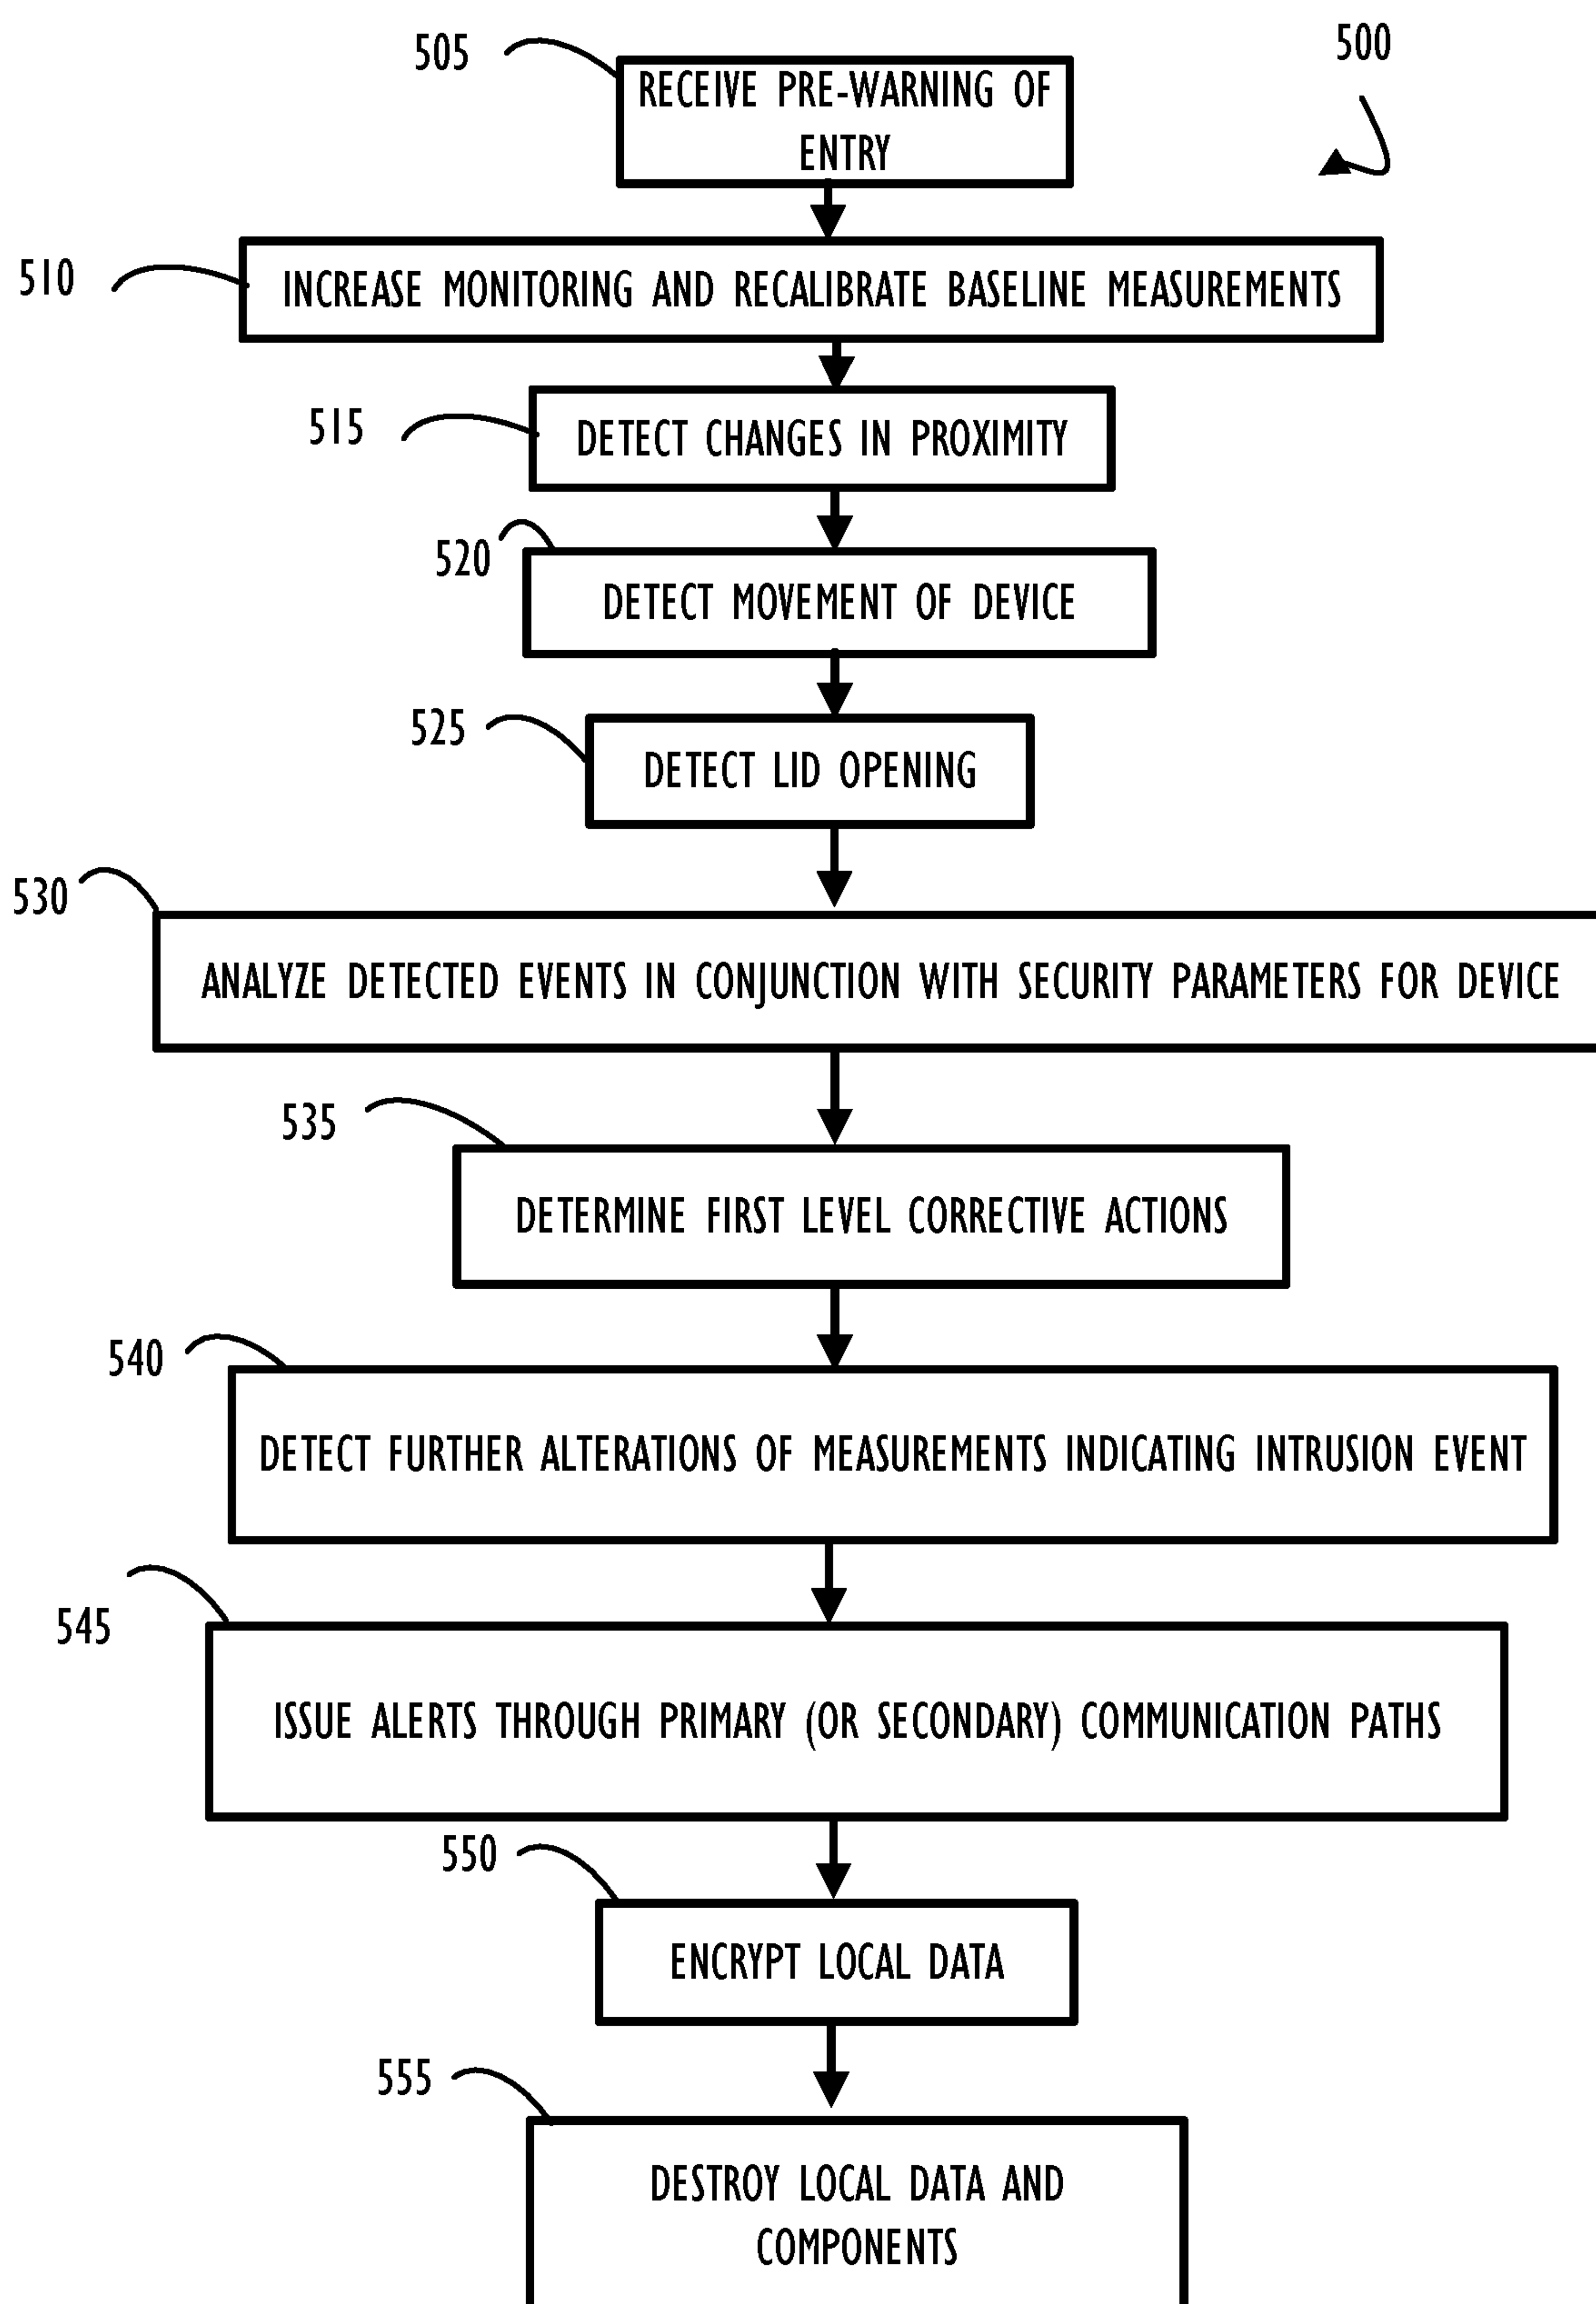 505
500
RECEIVE PRE-WARNING OF
ENTRY
510
INCREASE MONITORING AND RECALIBRATE BASELINE MEASUREMENTS
515
DETECT CHANGES IN PROXIMITY
520
DETECT MOVEMENT OF DEVICE
525
DETECT LID OPENING
530
ANALYZE DETECTED EVENTS IN CONJUNCTION WITH SECURITY PARAMETERS FOR DEVICE
535
DETERMINE FIRST LEVEL CORRECTIVE ACTIONS
540
DETECT FURTHER ALTERATIONS OF MEASUREMENTS INDICATING INTRUSION EVENT
545
ISSUE ALERTS THROUGH PRIMARY (OR SECONDARY) COMMUNICATION PATHS
550
ENCRYPT LOCAL DATA
555
DESTROY LOCAL DATA AND
COMPONENTS